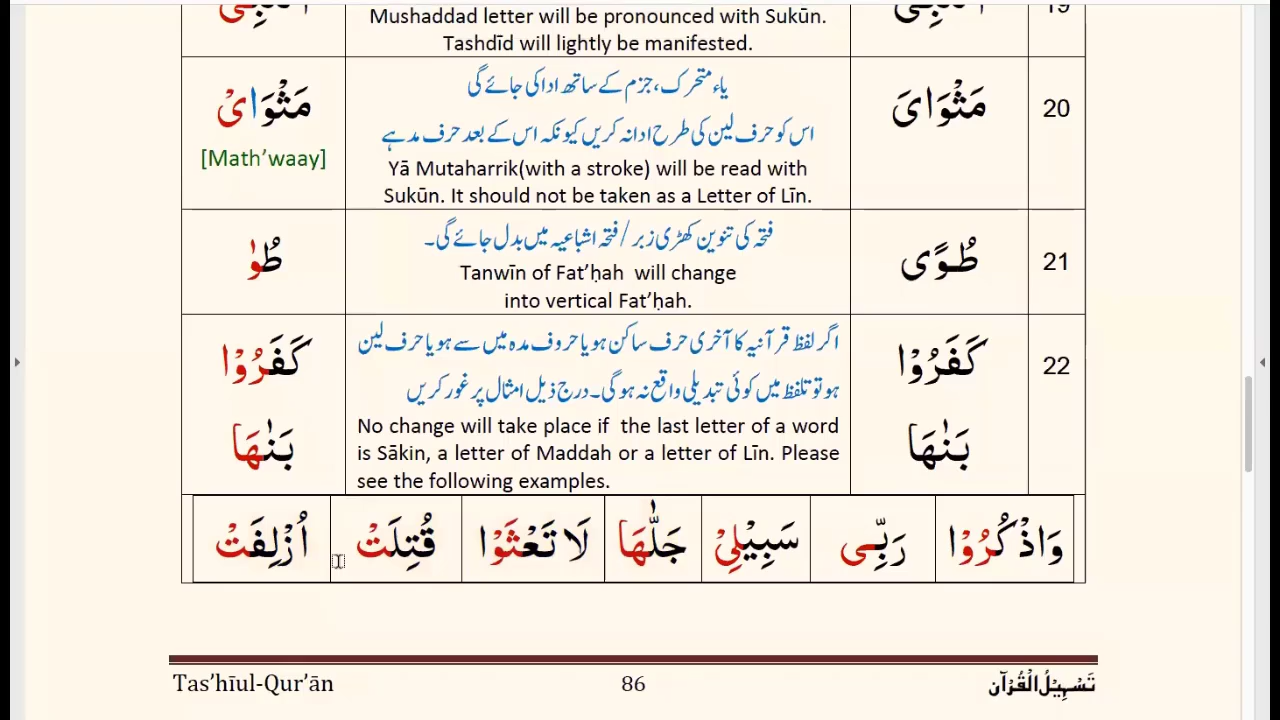 Mushaddad letter will be pronounced with Sukūn. 19
Tashdīd will lightly be manifested.
مَثْوَایْ
[Math’waay]
یاء متحرک، جزم کے ساتھ ادا کی جائے گی
اس کو حرف لین کی طرح ادا نہ کریں کیونکہ اس کے بعد حرف مد ہے
Yā Mutaharrik(with a stroke) will be read with
Sukūn. It should not be taken as a Letter of Līn.
مَثْوَایَ
20
طُوٰ
فتحہ کی تنوین کھڑی زبر / فتحہ اشباعیہ میں بدل جائے گی۔
Tanwīn of Fat’ḥah will change
into vertical Fat’ḥah.
طُوًی
21
كَفَرُوْا
بَنٰهَا
اگر لفظ قرآنیہ کا آخری حرف ساکن ہو یا حروف مدہ میں سے ہو یا حرف لین
ہو تو تلفظ میں کوئی تبدیلی واقع نہ ہوگی۔ درج ذیل امثال پر غور کریں
No change will take place if the last letter of a word
is Sākin, a letter of Maddah or a letter of Līn. Please
see the following examples.
كَفَرُوْا
بَنٰهَا
22
وَاذْكُرُوْا رَبِّی سَبِیْلِیْ جَلّٰهَا لَا تَعْثَوْا قُتِلَتْ اُزْلِفَتْ
Tas’hīul-Qur’ān 86 تَسْهِیْلُ الْقُرْآن